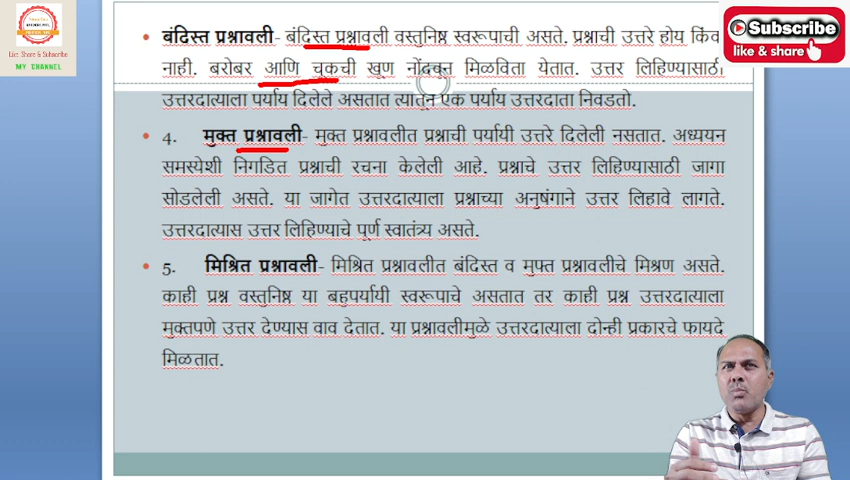 Like Share & Subscribe
MY CHANNEL
Subscribe
like & share
• बंदिस्त प्रश्नावली- बंदिस्त प्रश्नावली वस्तुनिष्ठ स्वरूपाची असते. प्रश्नाची उत्तरे होय किंव
नाही. बरोबर आणि चुकची खूण नोंदवून मिळविता येतात. उत्तर लिहिण्यासाठी
उत्तरदात्याला पर्याय दिलेले असतात त्यातून एक पर्याय उत्तरदाता निवडतो.
• 4. मुक्त प्रश्नावली- मुक्त प्रश्नावलीत प्रश्नाची पर्यायी उत्तरे दिलेली नसतात. अध्ययन
समस्येशी निगडित प्रश्नाची रचना केलेली आहे. प्रश्नाचे उत्तर लिहिण्यासाठी जागा
सोडलेली असते. या जागेत उत्तरदात्याला प्रश्नाच्या अनुषंगाने उत्तर लिहावे लागते.
उत्तरदात्यास उत्तर लिहिण्याचे पूर्ण स्वातंत्र्य असते.
• 5. मिश्रित प्रश्नावली- मिश्रित प्रश्नावलीत बंदिस्त व मुफ्त प्रश्नावलीचे मिश्रण असते.
काही प्रश्न वस्तुनिष्ठ या बहुपर्यायी स्वरूपाचे असतात तर काही प्रश्न उत्तरदात्याला
मुक्तपणे उत्तर देण्यास वाव देतात. या प्रश्नावलीमुळे उत्तरदात्याला दोन्ही प्रकारचे फायदे
मिळतात.